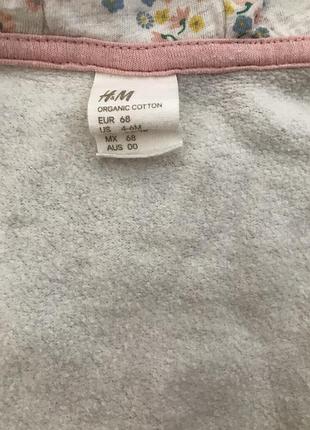 H&M
ORGANIC COTTON
EUR 68
US 4-6M
MX 68
AUS 00